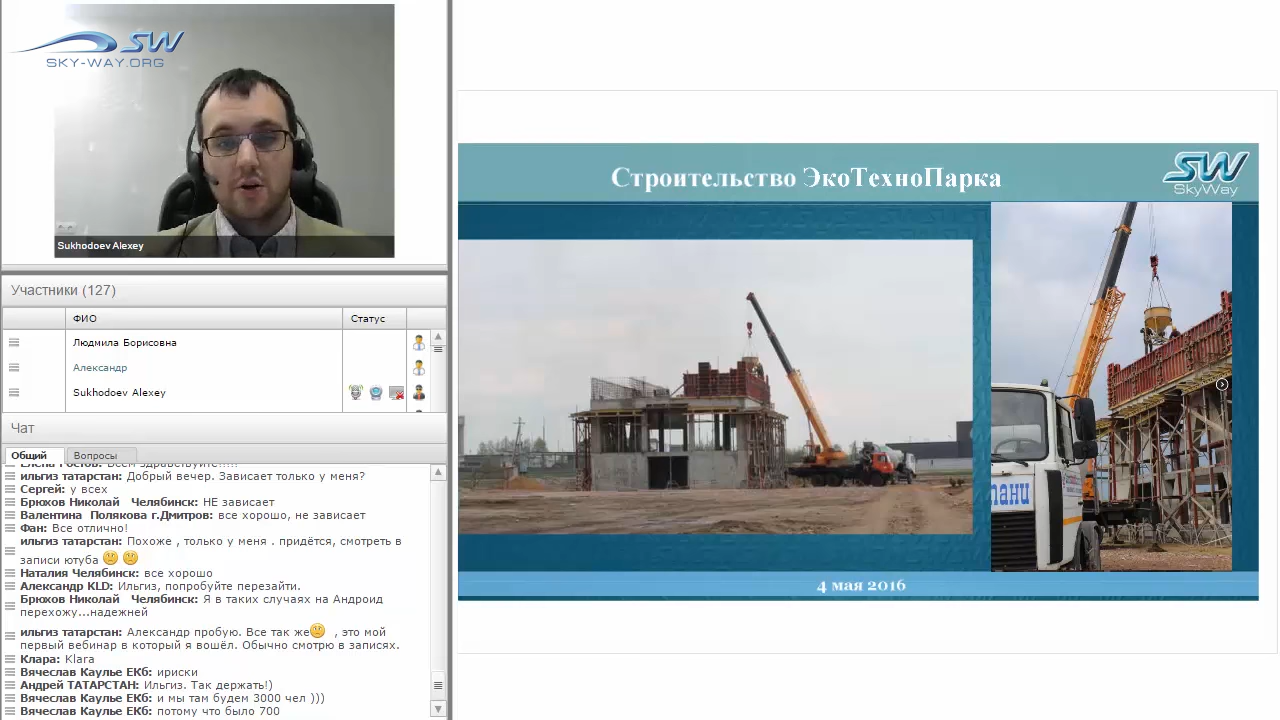 SW
SKY-WAY.ORG
Sukhodoev Alexey
Участники (127)
ФИО Статус
Людмила Борисовна
Александр
Sukhodoev Alexey
Чат
Общий Вопросы
Елена Ростов: Всем здравствуйте!!!!!
ильгиз татарстан: Добрый вечер. Зависает только у меня?
Сергей: у всех
Брюхов Николай Челябинск: НЕ зависает
Валентина Полякова г.Дмитров: все хорошо, не зависает
Фан: Все отлично!
ильгиз татарстан: Похоже , только у меня . придётся, смотреть в
записи ютуба
Наталия Челябинск: все хорошо
Александр KLD: Ильгиз, попробуйте перезайти.
Брюхов Николай Челябинск: Я в таких случаях на Андроид
перехожу...надежней
ильгиз татарстан: Александр пробую. Все так же , это мой
первый вебинар в который я вошёл. Обычно смотрю в записях.
Клара: Klara
Вячеслав Каулье ЕКб: ириски
Андрей ТАТАРСТАН: Ильгиз. Так держать!)
Вячеслав Каулье ЕКб: и мы там будем 3000 чел )))
Вячеслав Каулье ЕКб: потому что было 700
Строительство ЭкоТехноПарка
SW
SkyWay
4 мая 2016